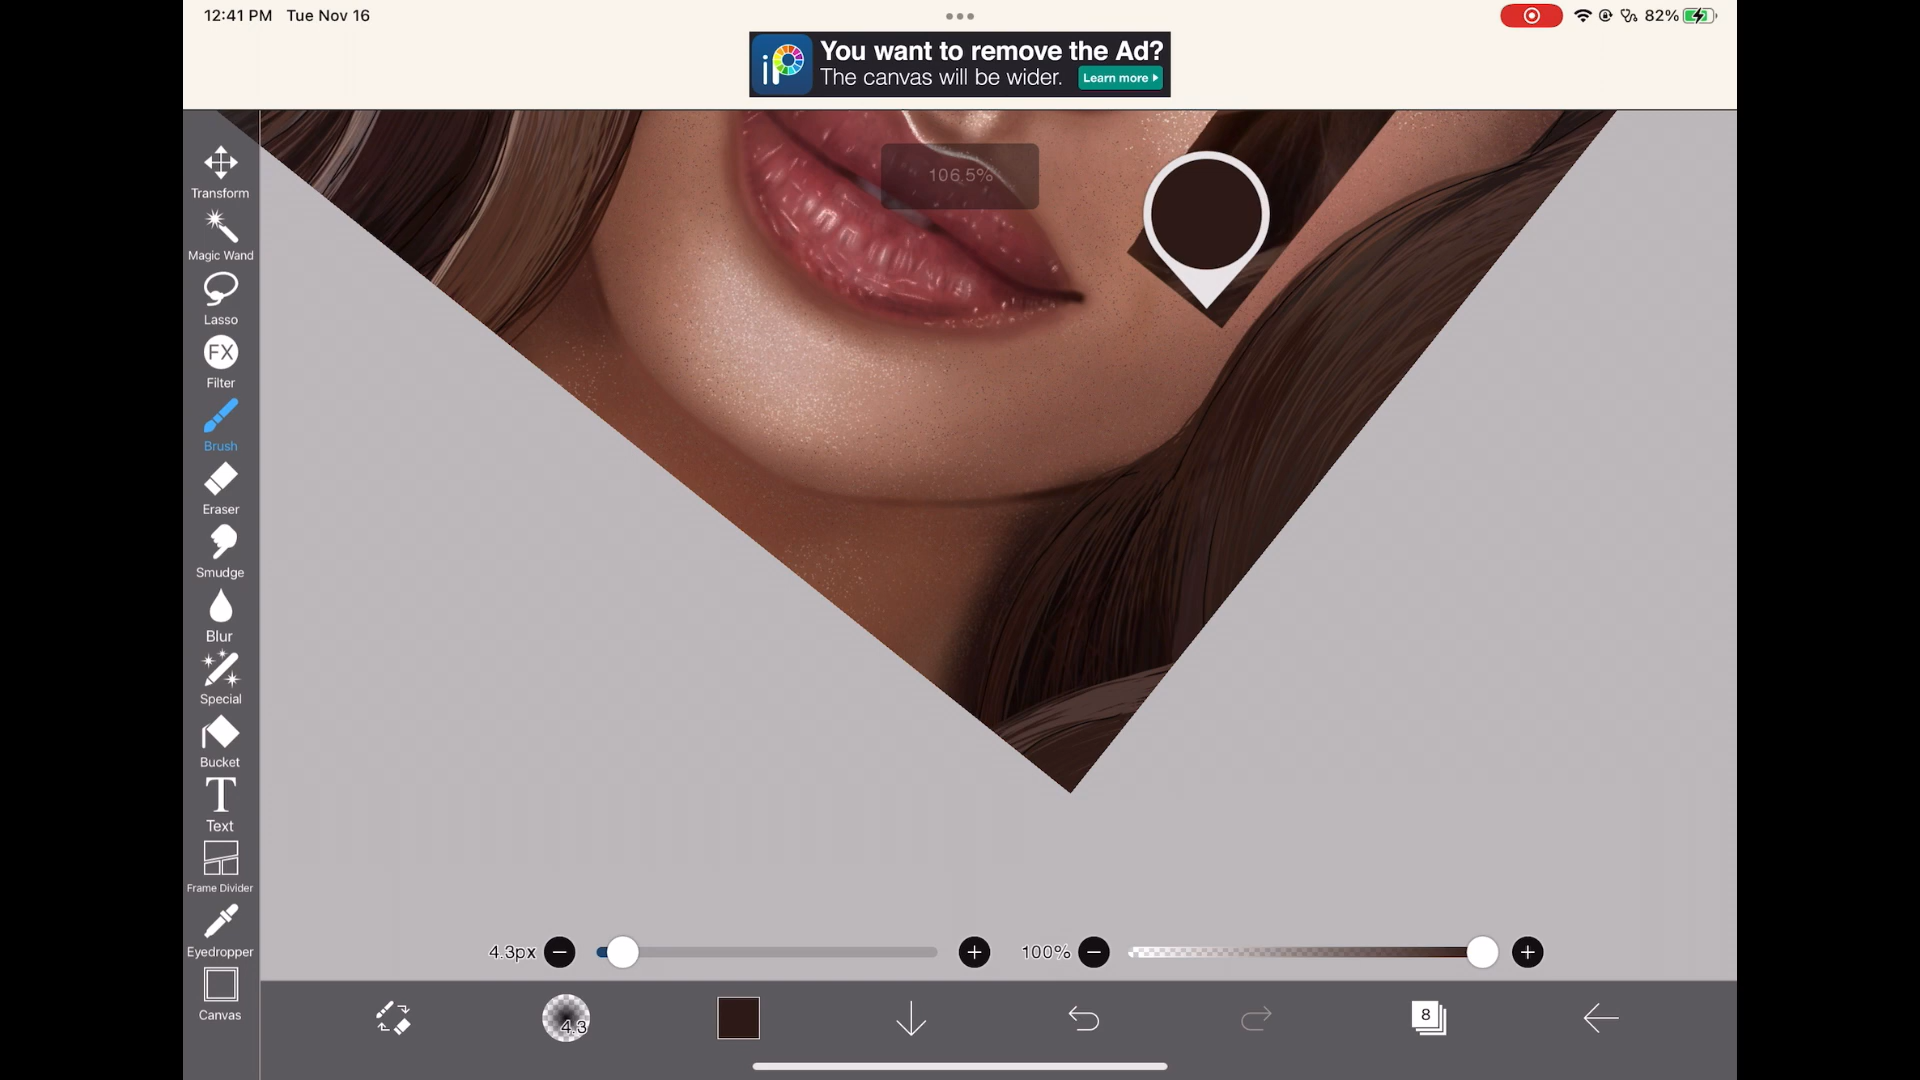 12:41 PM Tue Nov 16
82%
iP
You want to remove the Ad?
The canvas will be wider. Learn more
106.5%
Transform
Magic Wand
Lasso
FX
Filter
Brush
Eraser
Smudge
Blur
Special
Bucket
T
Text
Frame Divider
Eyedropper
Canvas
4.3px
100%
4.3
8